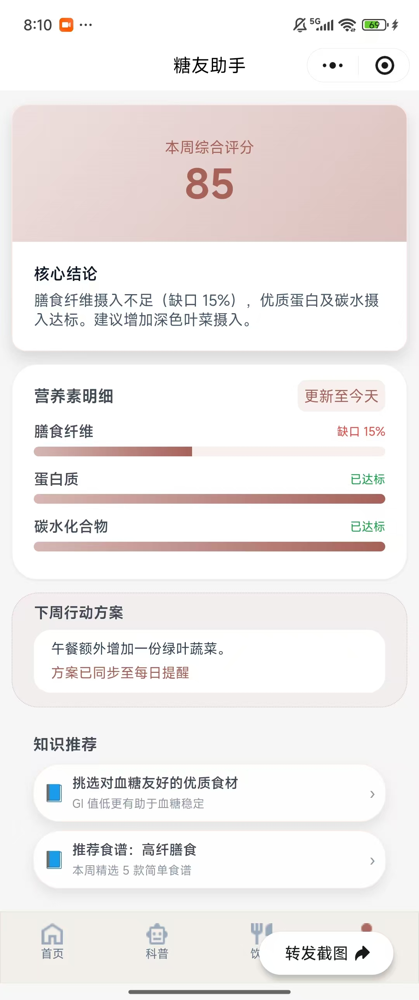 8:10
5G
69
糖友助手
本周综合评分
85
核心结论
膳食纤维摄入不足（缺口 15%），优质蛋白及碳水摄
入达标。建议增加深色叶菜摄入。
营养素明细
更新至今天
膳食纤维
缺口 15%
蛋白质
已达标
碳水化合物
已达标
下周行动方案
午餐额外增加一份绿叶蔬菜。
方案已同步至每日提醒
知识推荐
挑选对血糖友好的优质食材
GI 值低更有助于血糖稳定
推荐食谱：高纤膳食
本周精选 5 款简单食谱
首页
科普
饮
转发截图